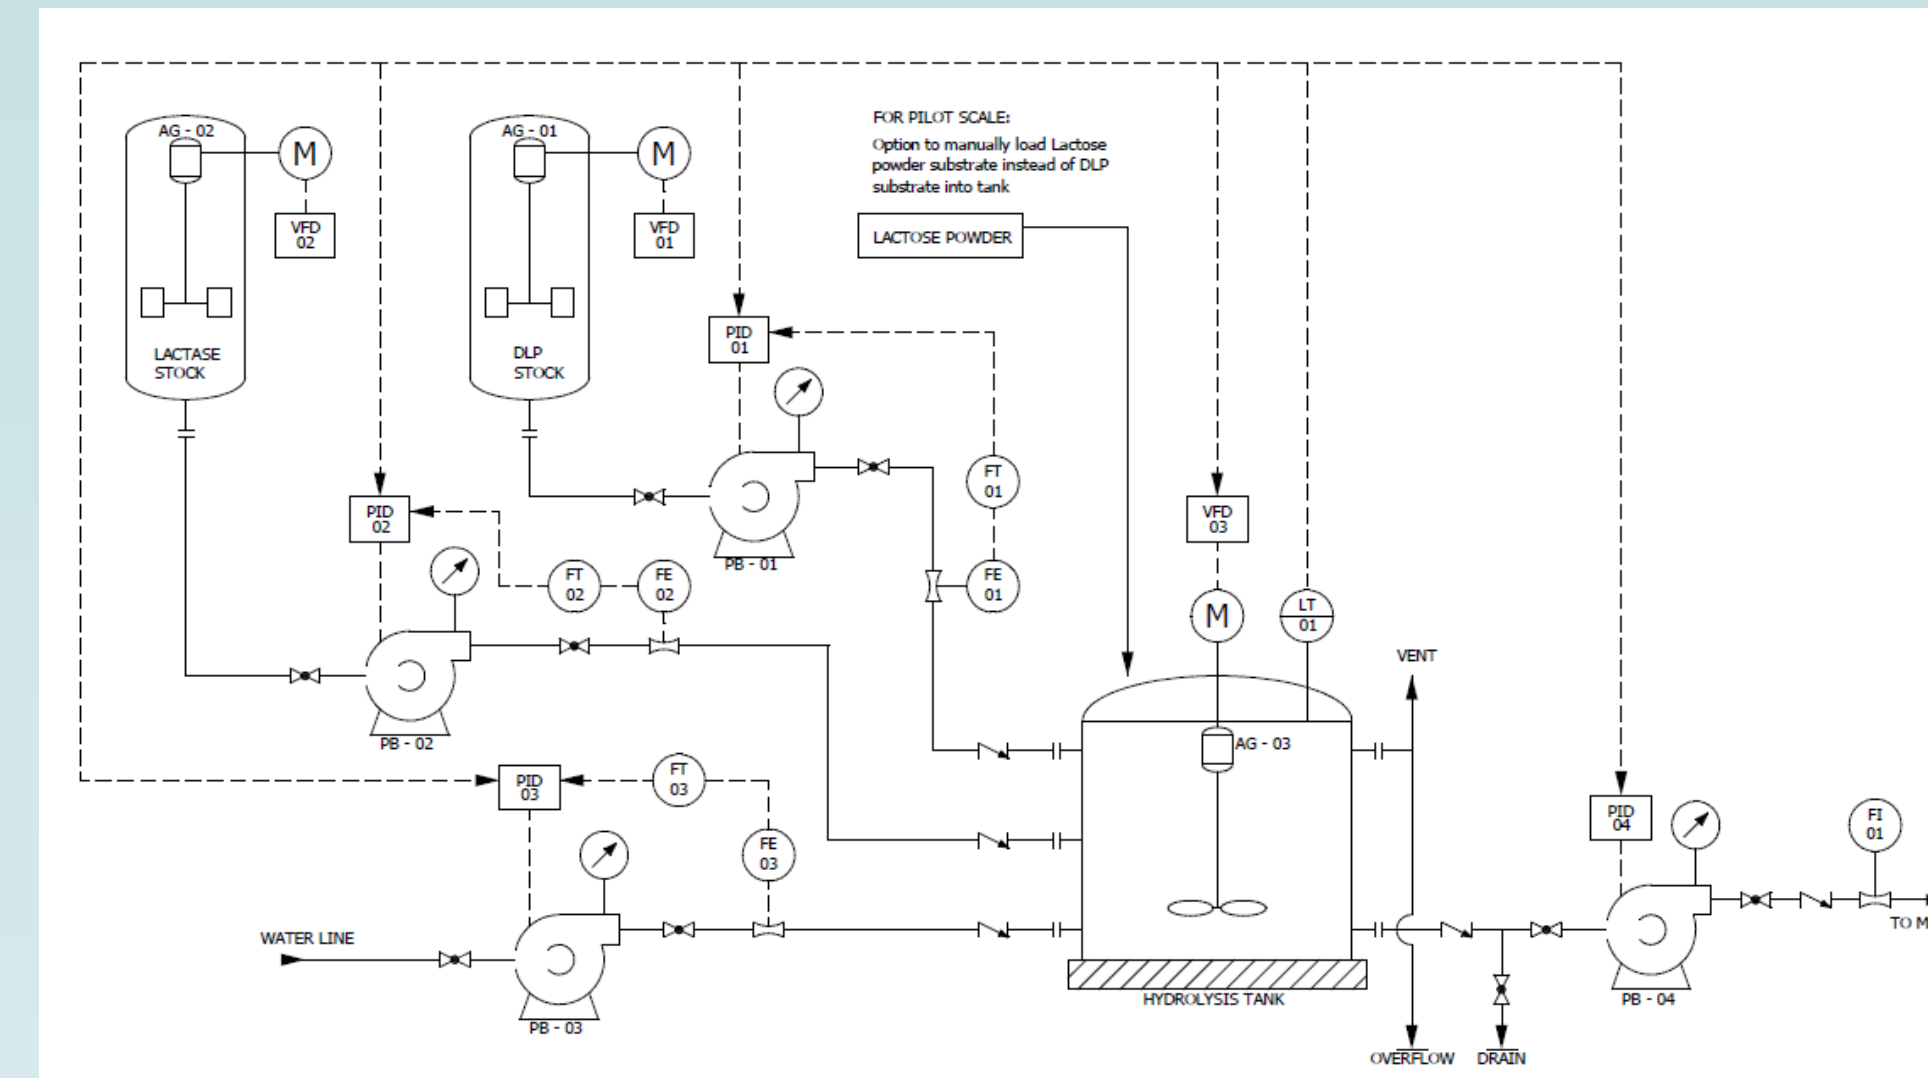 AG - 02
M
VFD
02
LACTASE
STOCK
AG - 01
M
VFD
01
DLP
STOCK
FOR PILOT SCALE:
Option to manually load Lactose
powder substrate instead of DLP
substrate into tank
LACTOSE POWDER
PID
01
FT
01
FE
01
PB - 01
PID
02
FT
02
FE
02
PB - 02
VFD
03
M
LT
01
VENT
AG - 03
PID
03
FT
03
FE
03
WATER LINE
PB - 03
HYDROLYSIS TANK
PID
04
FI
01
TO M
PB - 04
OVERFLOW
DRAIN